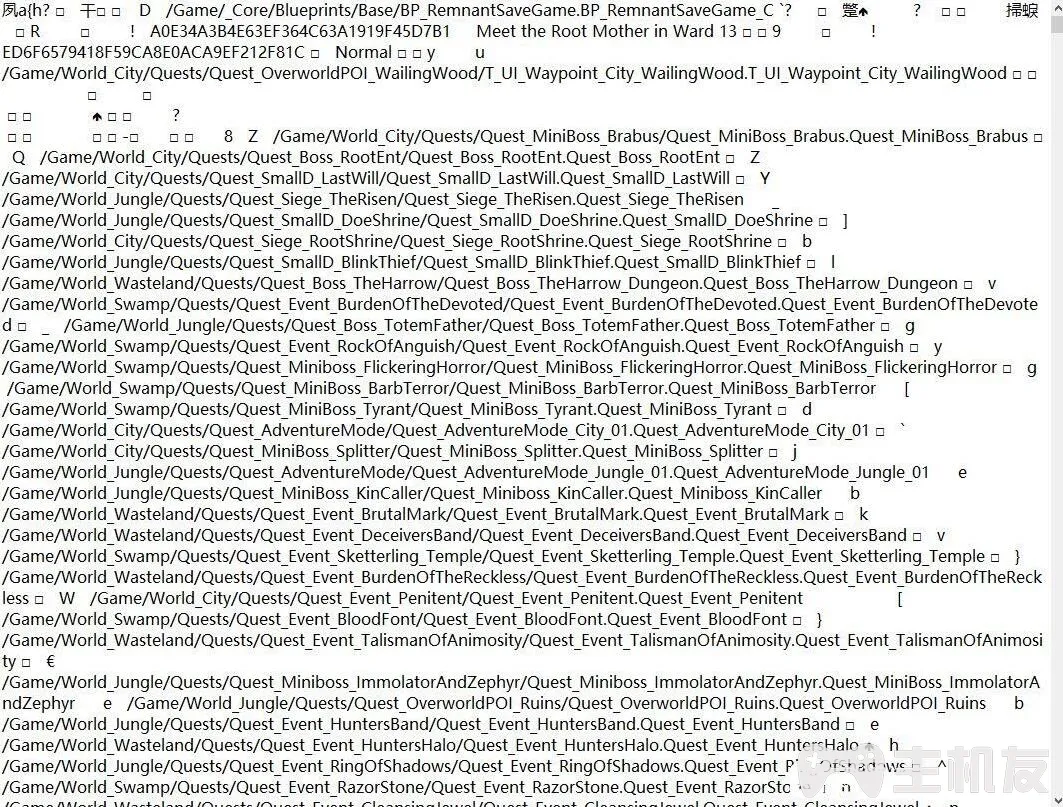 夙a{h? □ 干□ □ D /Game/_Core/Blueprints/Base/BP_RemnantSaveGame.BP_RemnantSaveGame_C `? □ 蹩♠ ? □ □ 掃蜧
□ R □ ! A0E34A3B4E63EF364C63A1919F45D7B1 Meet the Root Mother in Ward 13 □ □ 9 □ !
ED6F6579418F59CA8E0ACA9EF212F81C □ Normal □ □ y u
/Game/World_City/Quests/Quest_OverworldPOI_WailingWood/T_UI_Waypoint_City_WailingWood.T_UI_Waypoint_City_WailingWood □ □
□ □
□ □ ♠ □ □ ?
□ □ □ □ -□ □ □ 8 Z /Game/World_City/Quests/Quest_MiniBoss_Brabus/Quest_MiniBoss_Brabus.Quest_MiniBoss_Brabus □
Q /Game/World_City/Quests/Quest_Boss_RootEnt/Quest_Boss_RootEnt.Quest_Boss_RootEnt □ Z
/Game/World_City/Quests/Quest_SmallD_LastWill/Quest_SmallD_LastWill.Quest_SmallD_LastWill □ Y
/Game/World_Jungle/Quests/Quest_Siege_TheRisen/Quest_Siege_TheRisen.Quest_Siege_TheRisen _
/Game/World_Jungle/Quests/Quest_SmallD_DoeShrine/Quest_SmallD_DoeShrine.Quest_SmallD_DoeShrine □ ]
/Game/World_City/Quests/Quest_Siege_RootShrine/Quest_Siege_RootShrine.Quest_Siege_RootShrine □ b
/Game/World_Jungle/Quests/Quest_SmallD_BlinkThief/Quest_SmallD_BlinkThief.Quest_SmallD_BlinkThief □ l
/Game/World_Wasteland/Quests/Quest_Boss_TheHarrow/Quest_Boss_TheHarrow_Dungeon.Quest_Boss_TheHarrow_Dungeon □ v
/Game/World_Swamp/Quests/Quest_Event_BurdenOfTheDevoted/Quest_Event_BurdenOfTheDevoted.Quest_Event_BurdenOfTheDevote
d □ _ /Game/World_Jungle/Quests/Quest_Boss_TotemFather/Quest_Boss_TotemFather.Quest_Boss_TotemFather □ g
/Game/World_Swamp/Quests/Quest_Event_RockOfAnguish/Quest_Event_RockOfAnguish.Quest_Event_RockOfAnguish □ y
/Game/World_Swamp/Quests/Quest_Miniboss_FlickeringHorror/Quest_MiniBoss_FlickeringHorror.Quest_MiniBoss_FlickeringHorror □ g
/Game/World_Swamp/Quests/Quest_MiniBoss_BarbTerror/Quest_MiniBoss_BarbTerror.Quest_MiniBoss_BarbTerror [
/Game/World_Swamp/Quests/Quest_MiniBoss_Tyrant/Quest_MiniBoss_Tyrant.Quest_MiniBoss_Tyrant □ d
/Game/World_City/Quests/Quest_AdventureMode/Quest_AdventureMode_City_01.Quest_AdventureMode_City_01 □ `
/Game/World_City/Quests/Quest_MiniBoss_Splitter/Quest_MiniBoss_Splitter.Quest_MiniBoss_Splitter □ j
/Game/World_Jungle/Quests/Quest_AdventureMode/Quest_AdventureMode_Jungle_01.Quest_AdventureMode_Jungle_01 e
/Game/World_Jungle/Quests/Quest_MiniBoss_KinCaller/Quest_Miniboss_KinCaller.Quest_Miniboss_KinCaller b
/Game/World_Wasteland/Quests/Quest_Event_BrutalMark/Quest_Event_BrutalMark.Quest_Event_BrutalMark □ k
/Game/World_Wasteland/Quests/Quest_Event_DeceiversBand/Quest_Event_DeceiversBand.Quest_Event_DeceiversBand □ v
/Game/World_Swamp/Quests/Quest_Event_Sketterling_Temple/Quest_Event_Sketterling_Temple.Quest_Event_Sketterling_Temple □ }
/Game/World_Wasteland/Quests/Quest_Event_BurdenOfTheReckless/Quest_Event_BurdenOfTheReckless.Quest_Event_BurdenOfTheReck
less □ W /Game/World_City/Quests/Quest_Event_Penitent/Quest_Event_Penitent.Quest_Event_Penitent [
/Game/World_Swamp/Quests/Quest_Event_BloodFont/Quest_Event_BloodFont.Quest_Event_BloodFont □ }
/Game/World_Wasteland/Quests/Quest_Event_TalismanOfAnimosity/Quest_Event_TalismanOfAnimosity.Quest_Event_TalismanOfAnimosi
ty □ €
/Game/World_Jungle/Quests/Quest_Miniboss_ImmolatorAndZephyr/Quest_Miniboss_ImmolatorAndZephyr.Quest_MiniBoss_ImmolatorA
ndZephyr e /Game/World_Jungle/Quests/Quest_OverworldPOI_Ruins/Quest_OverworldPOI_Ruins.Quest_OverworldPOI_Ruins b
/Game/World_Jungle/Quests/Quest_Event_HuntersBand/Quest_Event_HuntersBand.Quest_Event_HuntersBand □ e
/Game/World_Wasteland/Quests/Quest_Event_HuntersHalo/Quest_Event_HuntersHalo.Quest_Event_HuntersHalo ♠ h
/Game/World_Jungle/Quests/Quest_Event_RingOfShadows/Quest_Event_RingOfShadows.Quest_Event_RingOfShadows □ ^
/Game/World_Swamp/Quests/Quest_Event_RazorStone/Quest_Event_RazorStone.Quest_Event_RazorSto
主机友